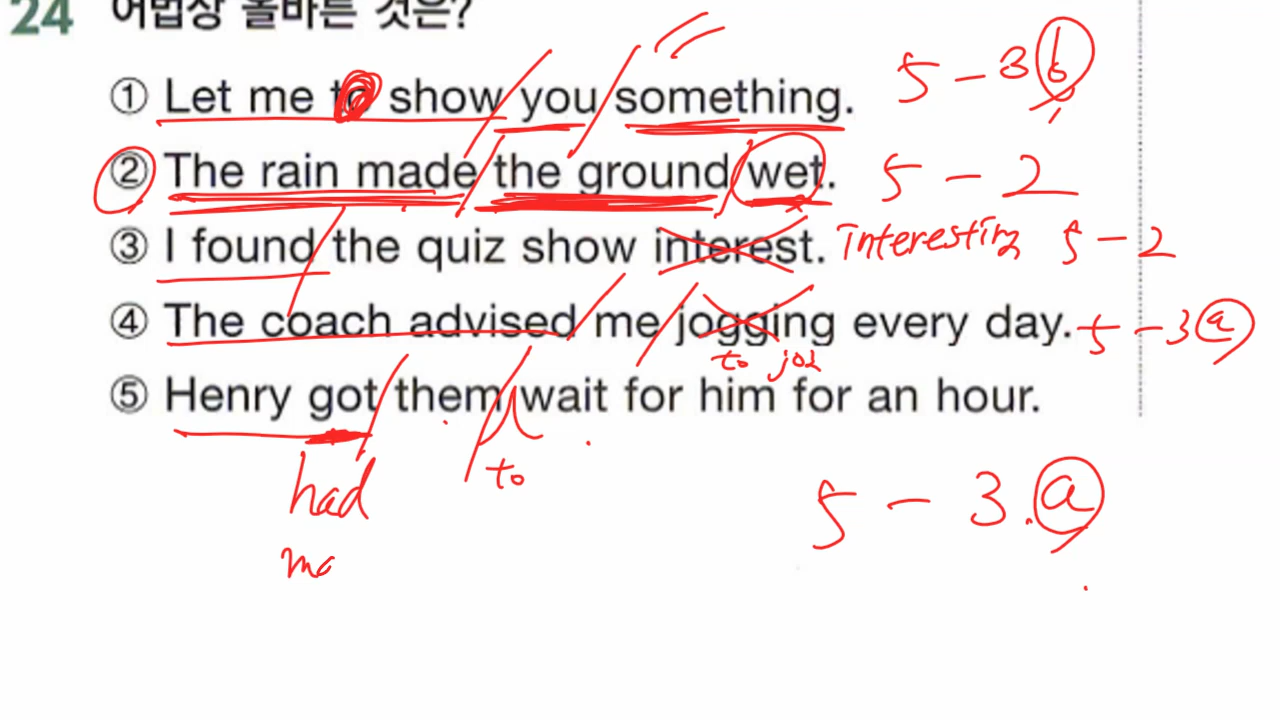 24 어법상 올바른 것은?
① Let me to show you something. 5 - 3 b
② The rain made the ground wet. 5 - 2
③ I found the quiz show interest. interesting 5 - 2
④ The coach advised me jogging every day. 5 - 3 a
to jog
⑤ Henry got them wait for him for an hour.
had to 5 - 3. a